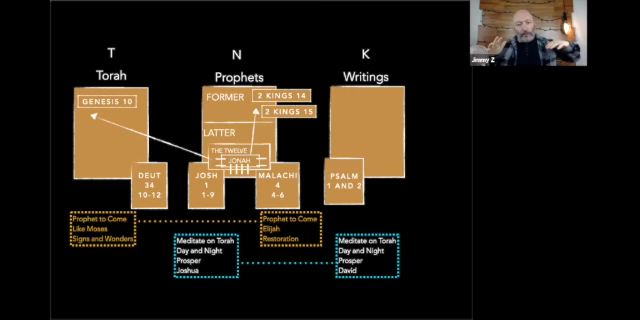 T
N
K
Torah
Prophets
Writings
GENESIS 10
FORMER
2 KINGS 14
2 KINGS 15
LATTER
THE TWELVE
JONAH
DEUT
34
10-12
JOSH
1
1-9
MALACHI
4
4-6
PSALM
1 AND 2
Prophet to Come
Like Moses
Signs and Wonders
Prophet to Come
Elijah
Restoration
Meditate on Torah
Day and Night
Prosper
Joshua
Meditate on Torah
Day and Night
Prosper
David
Jimmy Z